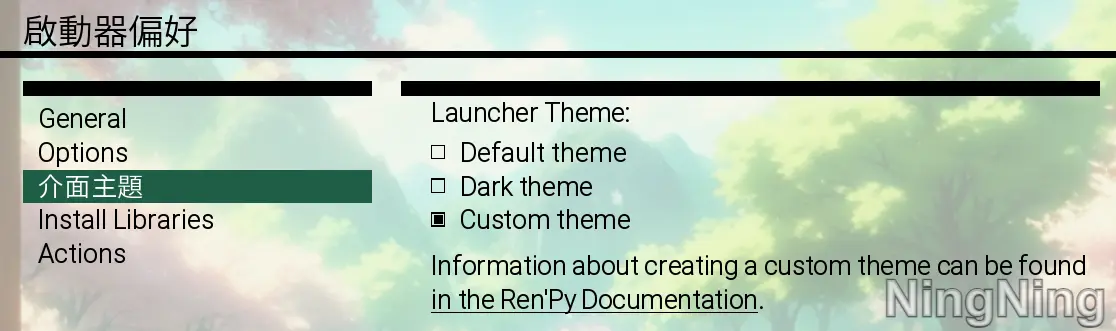 啟動器偏好
General
Options
介面主題
Install Libraries
Actions
Launcher Theme:
Default theme
Dark theme
Custom theme
Information about creating a custom theme can be found
in the Ren'Py Documentation.
NingNing